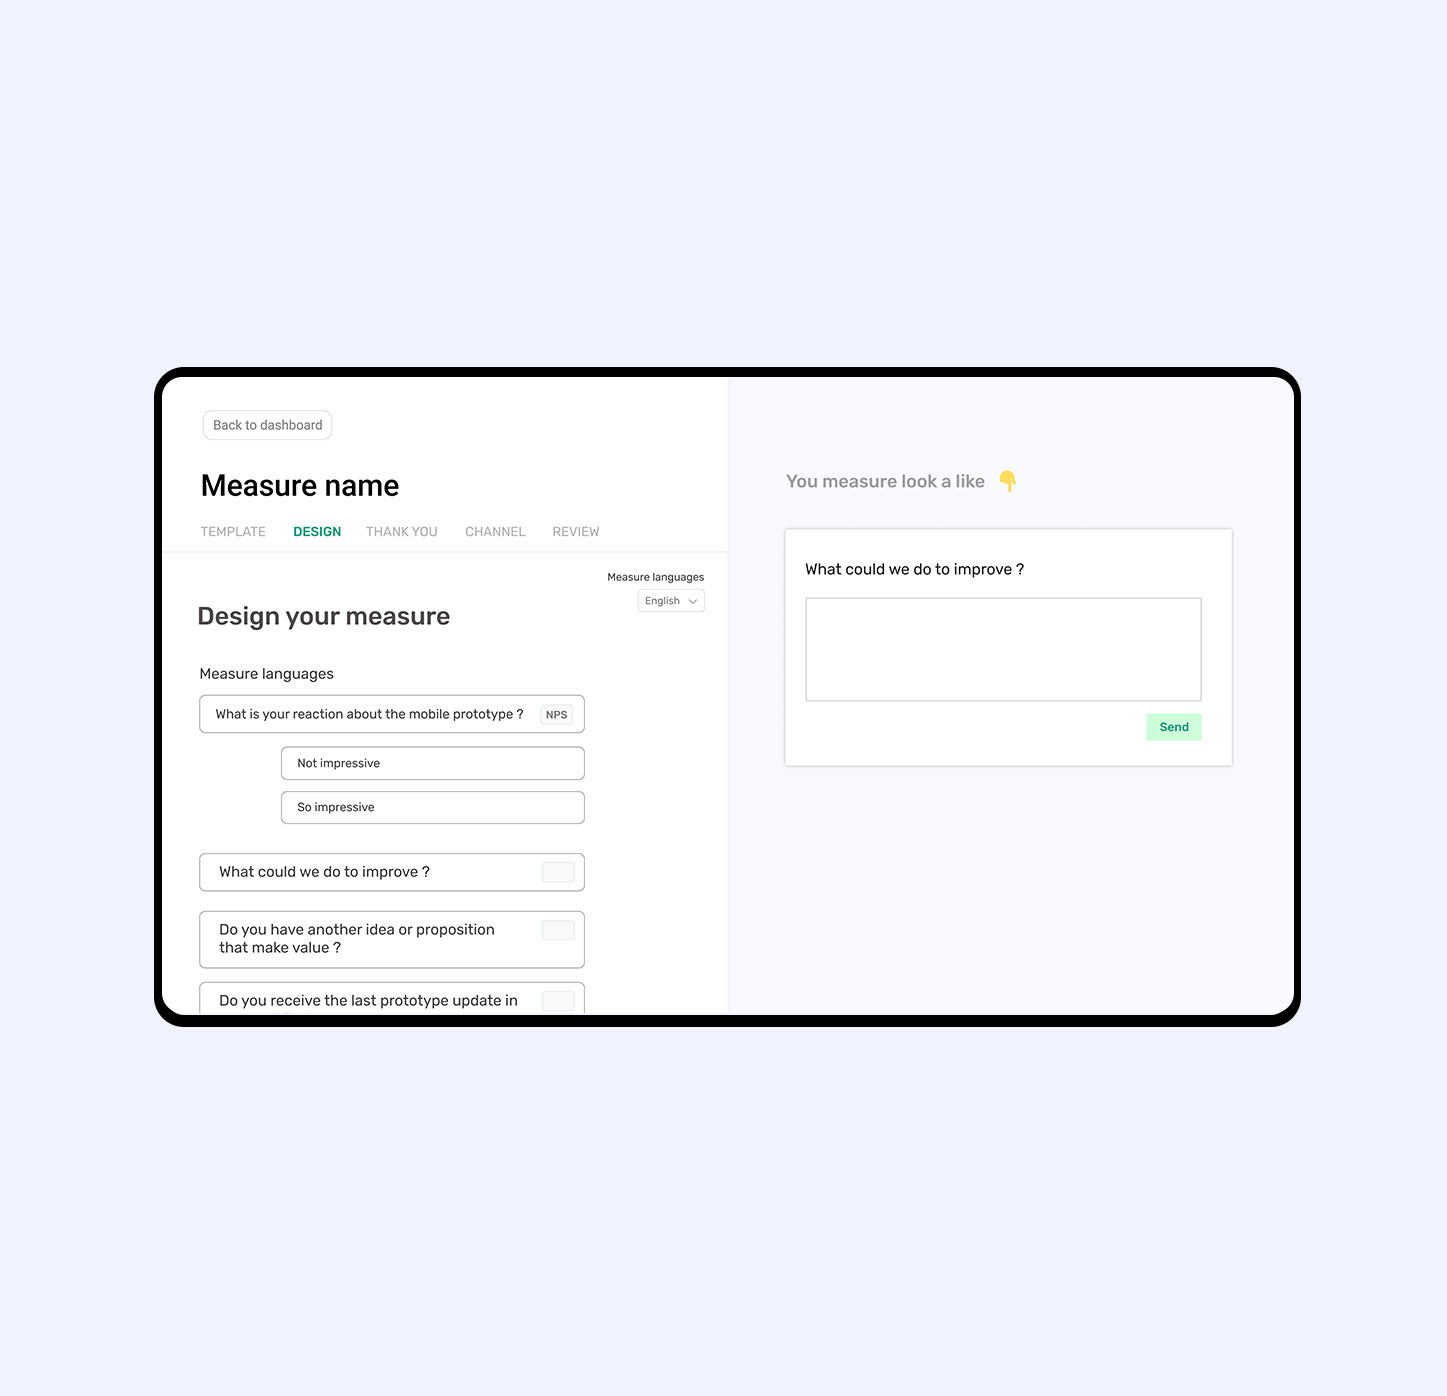 Back to dashboard
Measure name
TEMPLATE DESIGN THANK YOU CHANNEL REVIEW
Measure languages
English
Design your measure
Measure languages
What is your reaction about the mobile prototype ? NPS
Not impressive
So impressive
What could we do to improve ?
Do you have another idea or proposition
that make value ?
Do you receive the last prototype update in
You measure look a like
What could we do to improve ?
Send